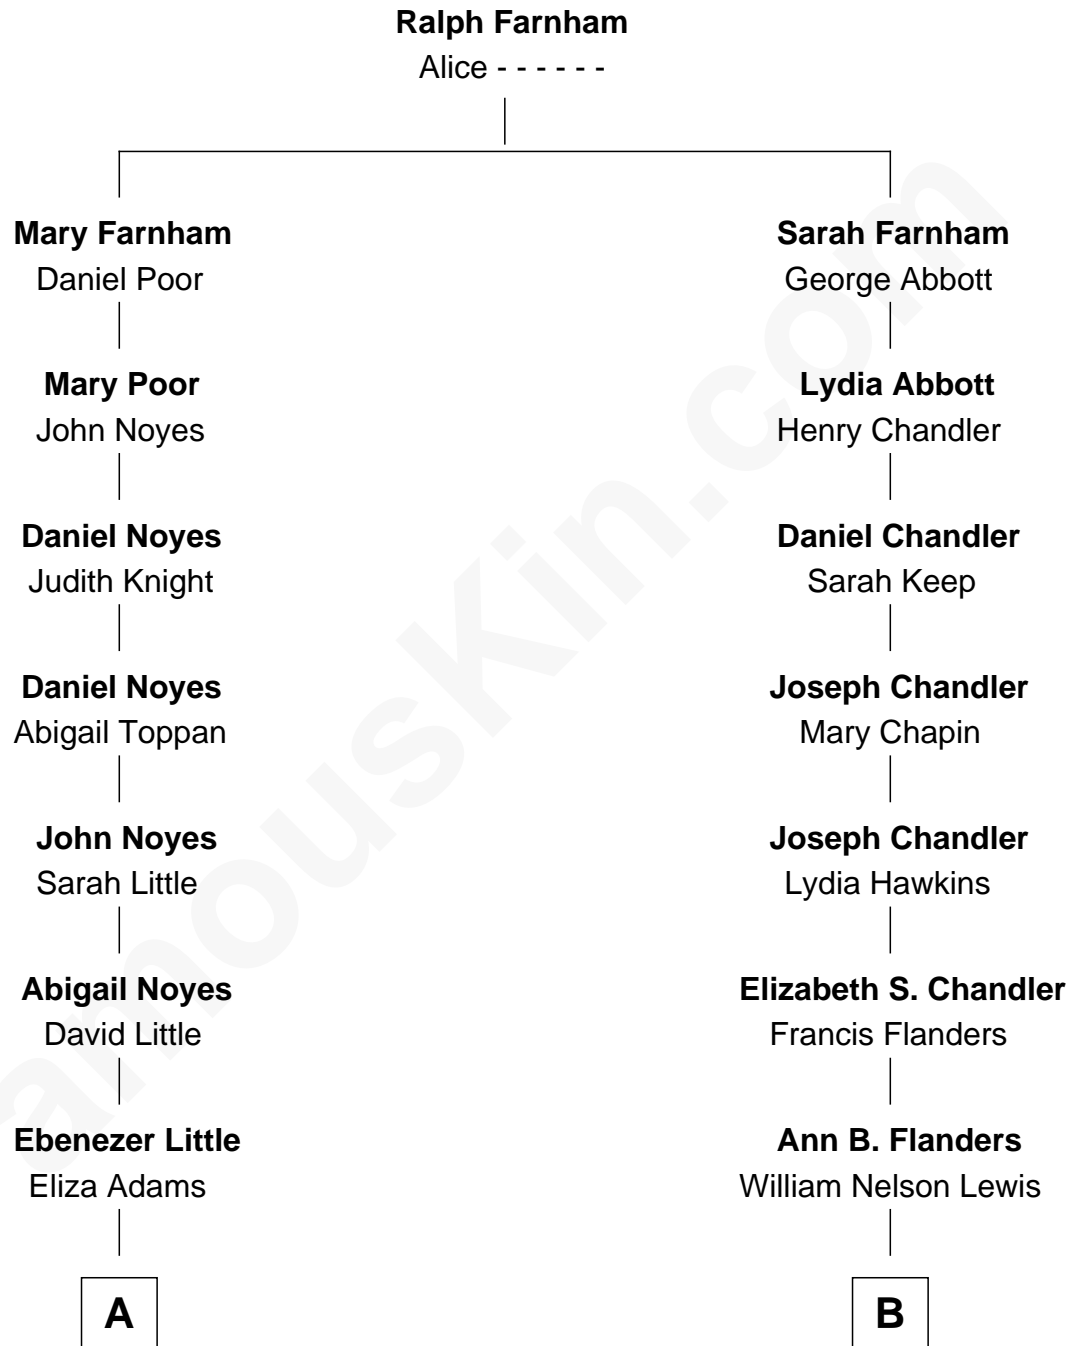 Ralph Farnham
Alice - - - - - -
Mary Farnham
Daniel Poor
Sarah Farnham
George Abbott
Mary Poor
John Noyes
Lydia Abbott
Henry Chandler
Daniel Noyes
Judith Knight
Daniel Chandler
Sarah Keep
Daniel Noyes
Abigail Toppan
Joseph Chandler
Mary Chapin
John Noyes
Sarah Little
Joseph Chandler
Lydia Hawkins
Abigail Noyes
David Little
Elizabeth S. Chandler
Francis Flanders
Ebenezer Little
Eliza Adams
Ann B. Flanders
William Nelson Lewis
A
B
amouskin.com